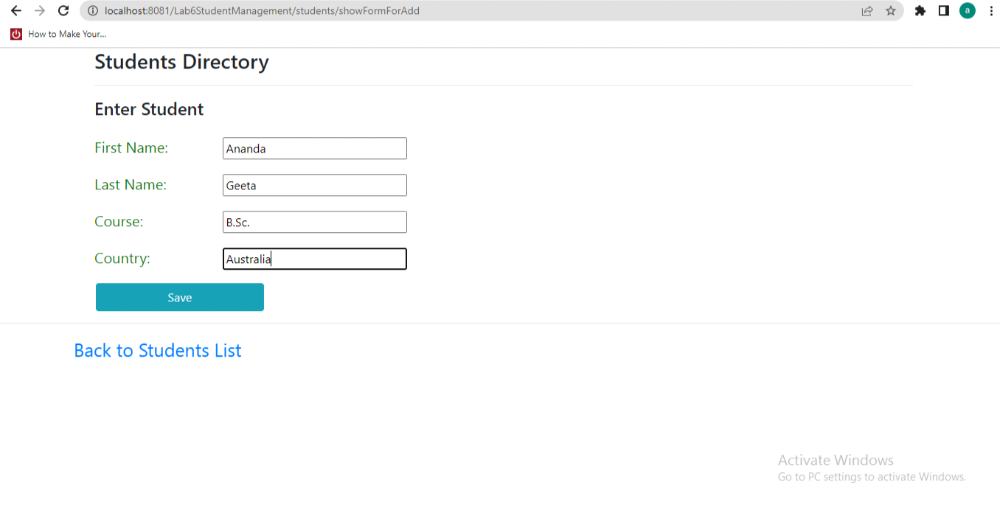 localhost:8081/Lab6StudentManagement/students/showFormForAdd
a
How to Make Your...
Students Directory
Enter Student
First Name: Ananda
Last Name: Geeta
Course: B.Sc.
Country: Australia
Save
Back to Students List
Activate Windows
Go to PC settings to activate Windows.